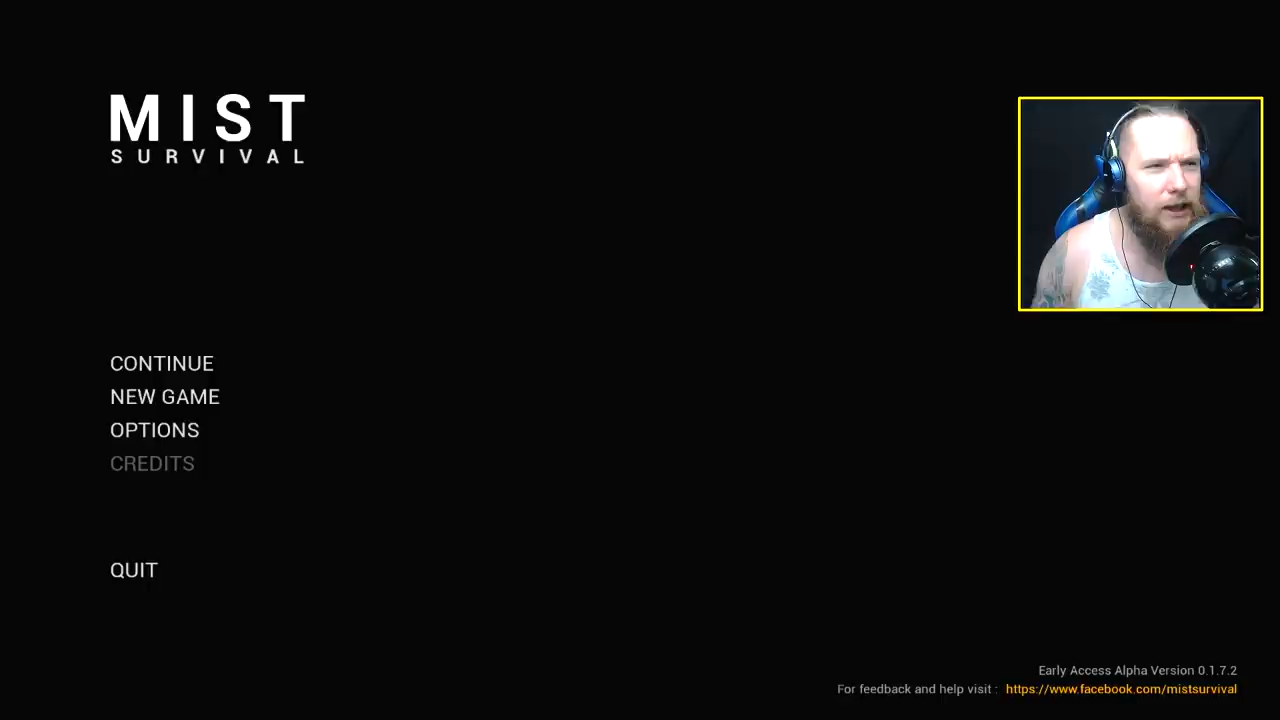 MIST
SURVIVAL
CONTINUE
NEW GAME
OPTIONS
CREDITS
QUIT
Early Access Alpha Version 0.1.7.2
For feedback and help visit : https://www.facebook.com/mistsurvival